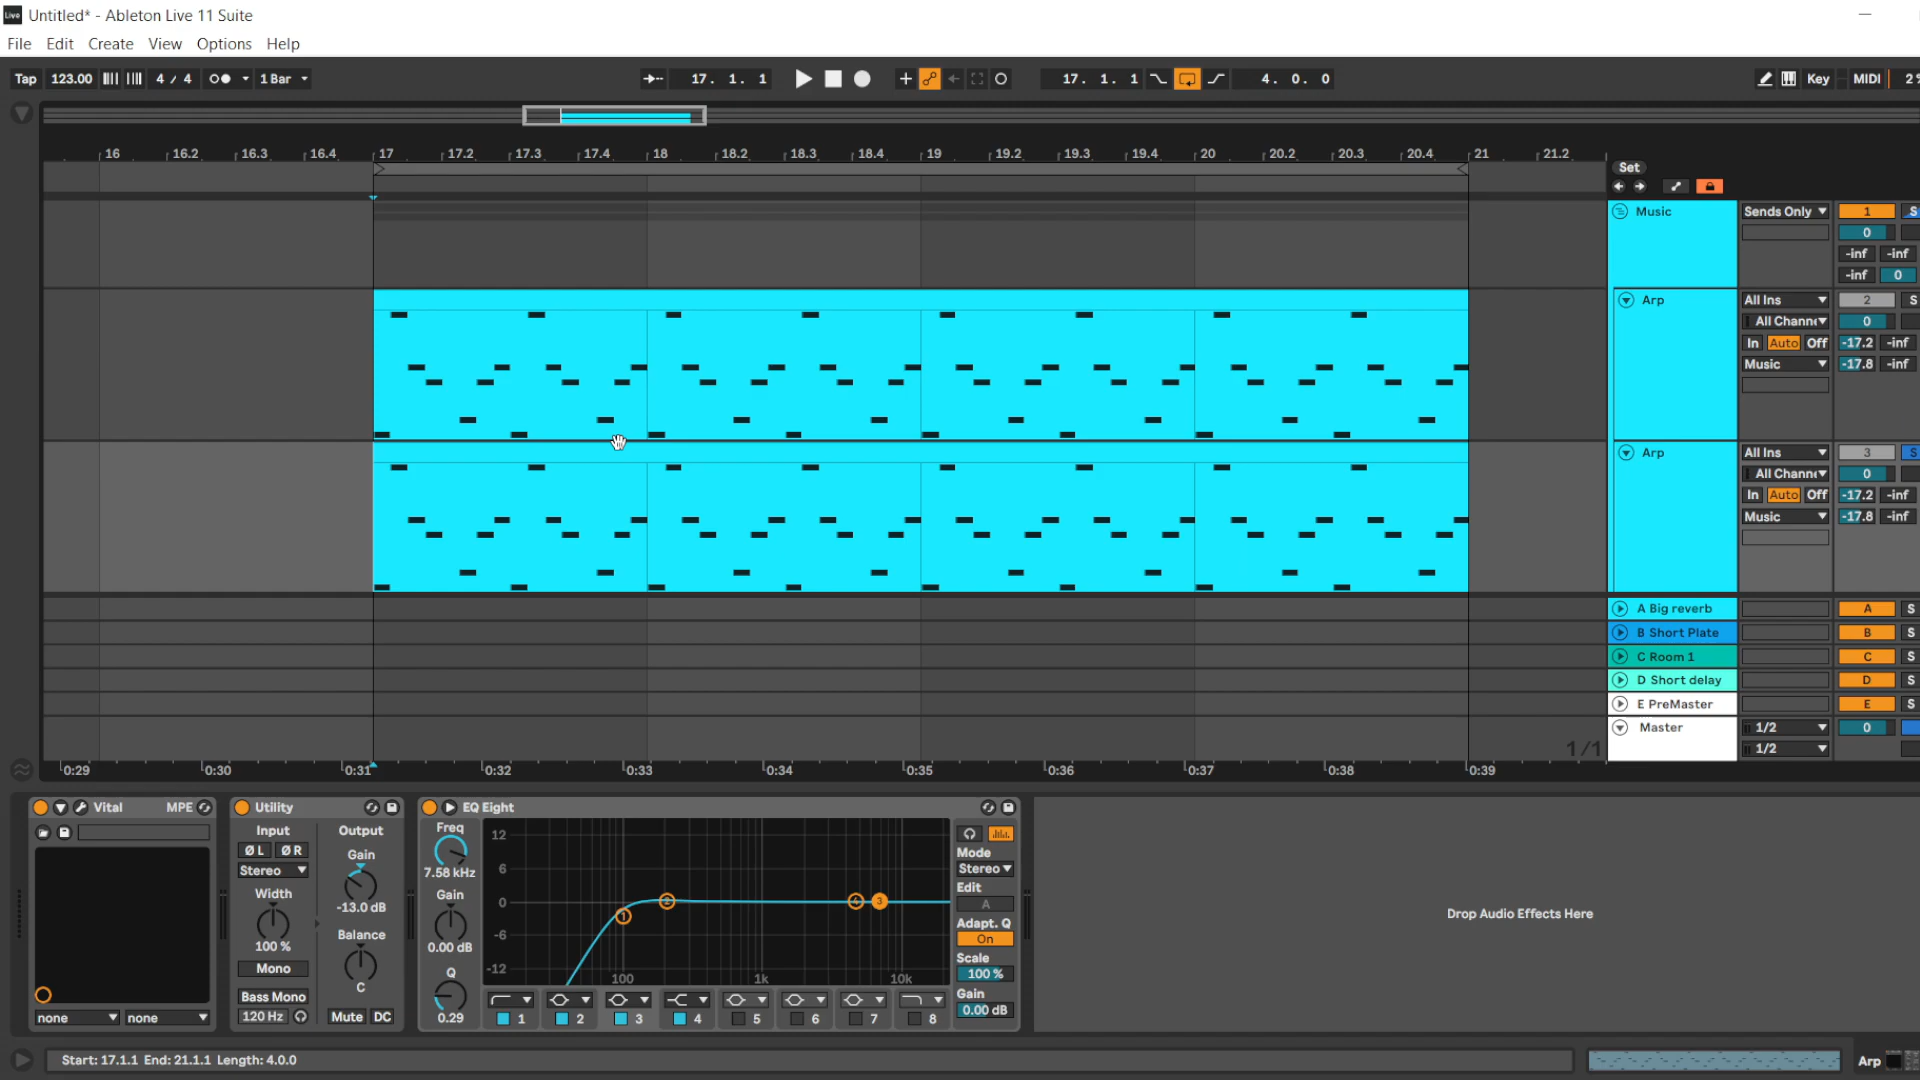 Live Untitled* - Ableton Live 11 Suite
File Edit Create View Options Help
Tap 123.00 4 / 4 1 Bar 17. 1. 1 17. 1. 1 4. 0. 0 Key MIDI 2%
16 16.2 16.3 16.4 17 17.2 17.3 17.4 18 18.2 18.3 18.4 19 19.2 19.3 19.4 20 20.2 20.3 20.4 21 21.2
Set
Music Sends Only 1 S
0
-inf -inf
-inf 0
Arp All Ins 2 S
All Channe 0
In Auto Off -17.2 -inf
Music -17.8 -inf
Arp All Ins 3 S
All Channe 0
In Auto Off -17.2 -inf
Music -17.8 -inf
A Big reverb A S
B Short Plate B S
C Room 1 C S
D Short delay D S
E PreMaster E S
Master 1/2 0
1/1 1/2
0:29 0:30 0:31 0:32 0:33 0:34 0:35 0:36 0:37 0:38 0:39
Vital MPE
none none
Utility
Input Output
Ø L Ø R
Gain
Stereo
Width
-13.0 dB
Balance
100 %
Mono
C
Bass Mono
120 Hz Mute DC
EQ Eight
Freq
7.58 kHz
Gain
0.00 dB
Q
0.29
12
6
0
-6
-12
100 1k 10k
1 2 4 3
1 2 3 4 5 6 7 8
Mode
Stereo
Edit
A
Adapt. Q
On
Scale
100 %
Gain
0.00 dB
Drop Audio Effects Here
Start: 17.1.1 End: 21.1.1 Length: 4.0.0
Arp